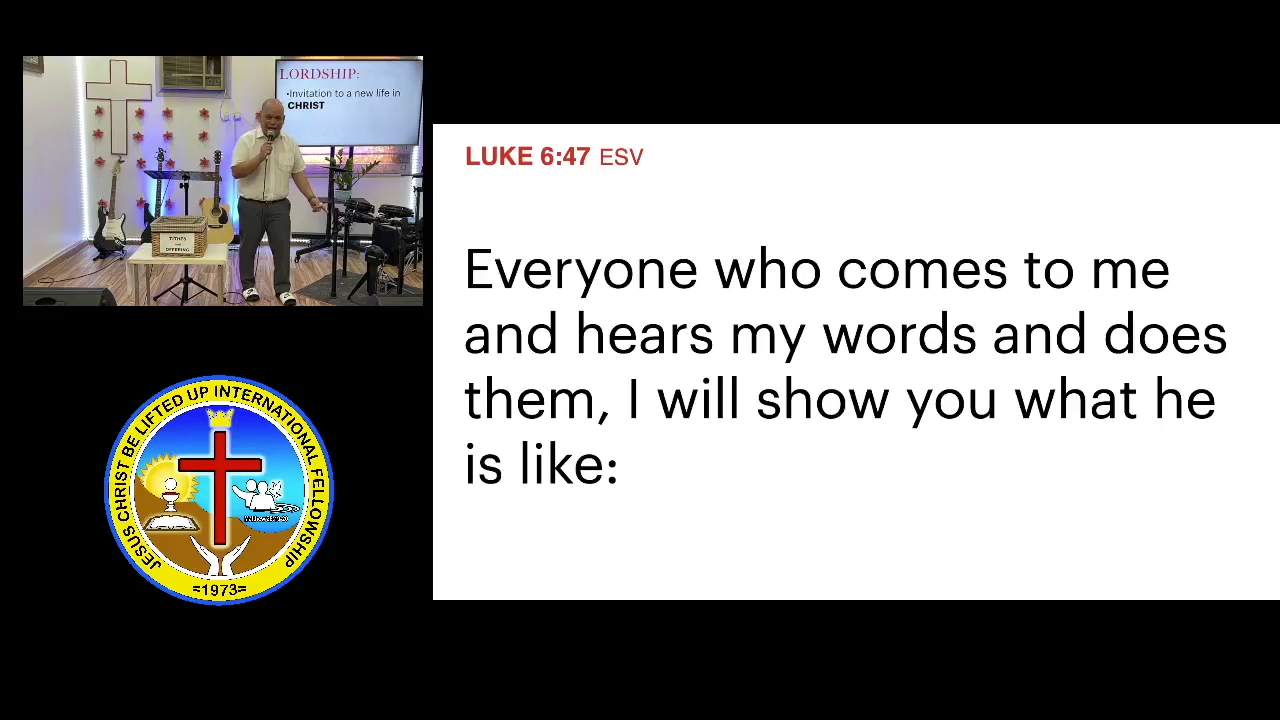 LORDSHIP:
•Invitation to a new life in
CHRIST
TITHES
OFFERING
LUKE 6:47 ESV
Everyone who comes to me
and hears my words and does
them, I will show you what he
is like:
JESUS CHRIST BE LIFTED UP INTERNATIONAL FELLOWSHIP
=1973=